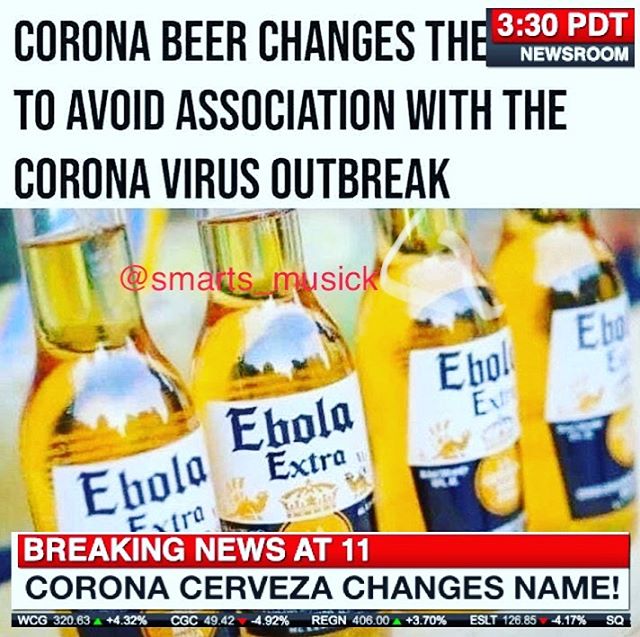 CORONA BEER CHANGES THE
3:30 PDT
NEWSROOM
TO AVOID ASSOCIATION WITH THE
CORONA VIRUS OUTBREAK
@smarts_musick
Ebola
Extra
Ebola
Extra
Ebol
Ext
Ebo
E
BREAKING NEWS AT 11
CORONA CERVEZA CHANGES NAME!
WCG 320.63 ▲ +4.32% CGC 49.42 ▼ -4.92% REGN 406.00 ▲ +3.70% ESLT 126.85 ▼ -4.17% SQ